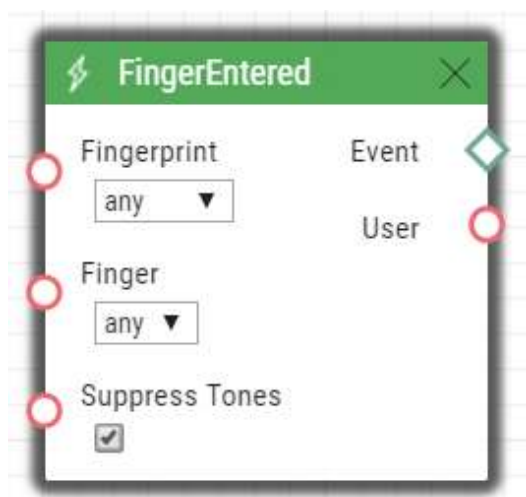 FingerEntered
Fingerprint
any
Event
User
Finger
any
Suppress Tones